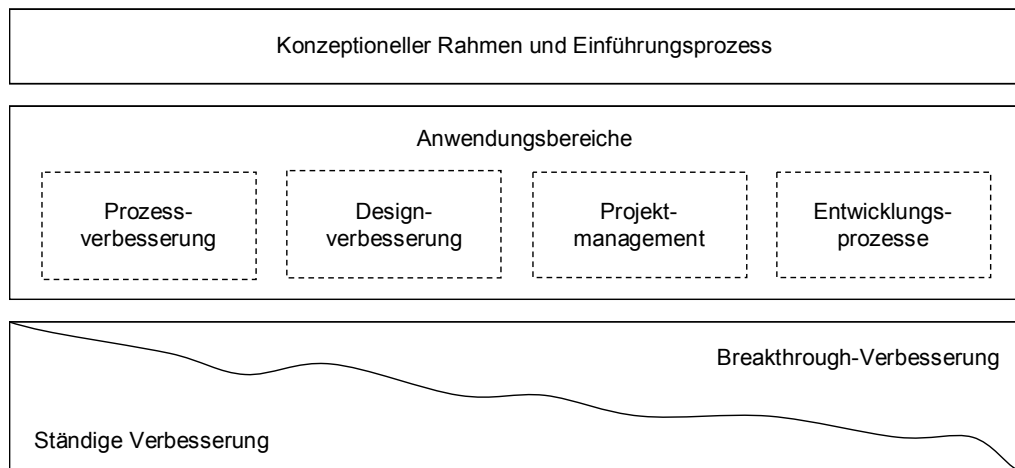 Konzeptioneller Rahmen und Einführungsprozess
Anwendungsbereiche
Prozess-
verbesserung
Design-
verbesserung
Projekt-
management
Entwicklungs-
prozesse
Breakthrough-Verbesserung
Ständige Verbesserung